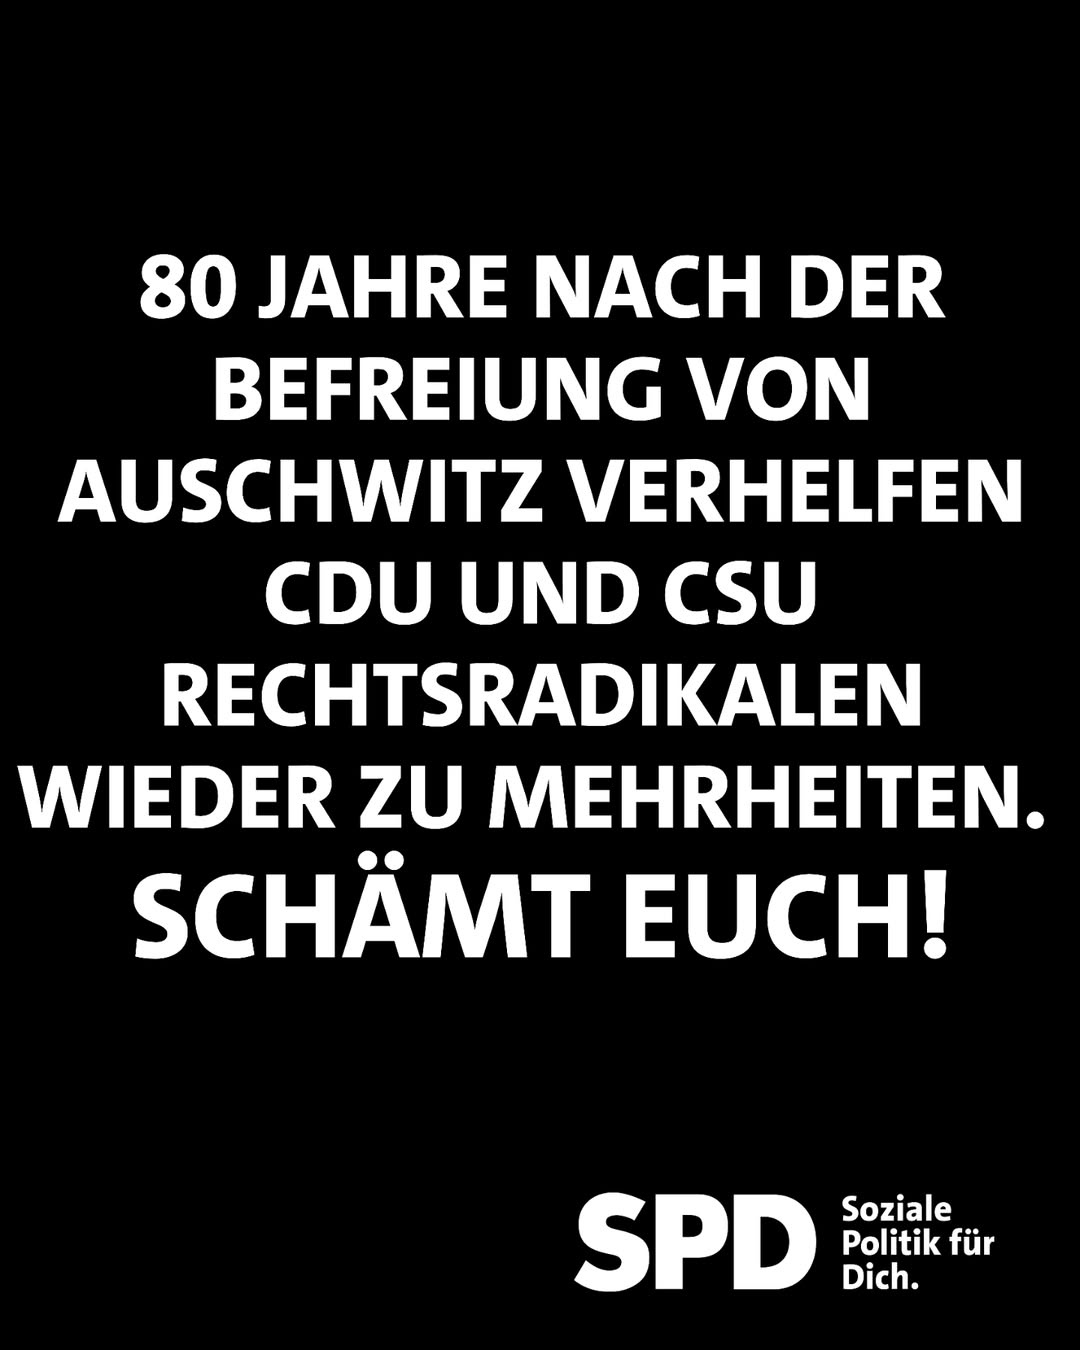 80 JAHRE NACH DER
BEFREIUNG VON
AUSCHWITZ VERHELFEN
CDU UND CSU
RECHTSRADIKALEN
WIEDER ZU MEHRHEITEN.
SCHÄMT EUCH!
SPD
Soziale
Politik für
Dich.